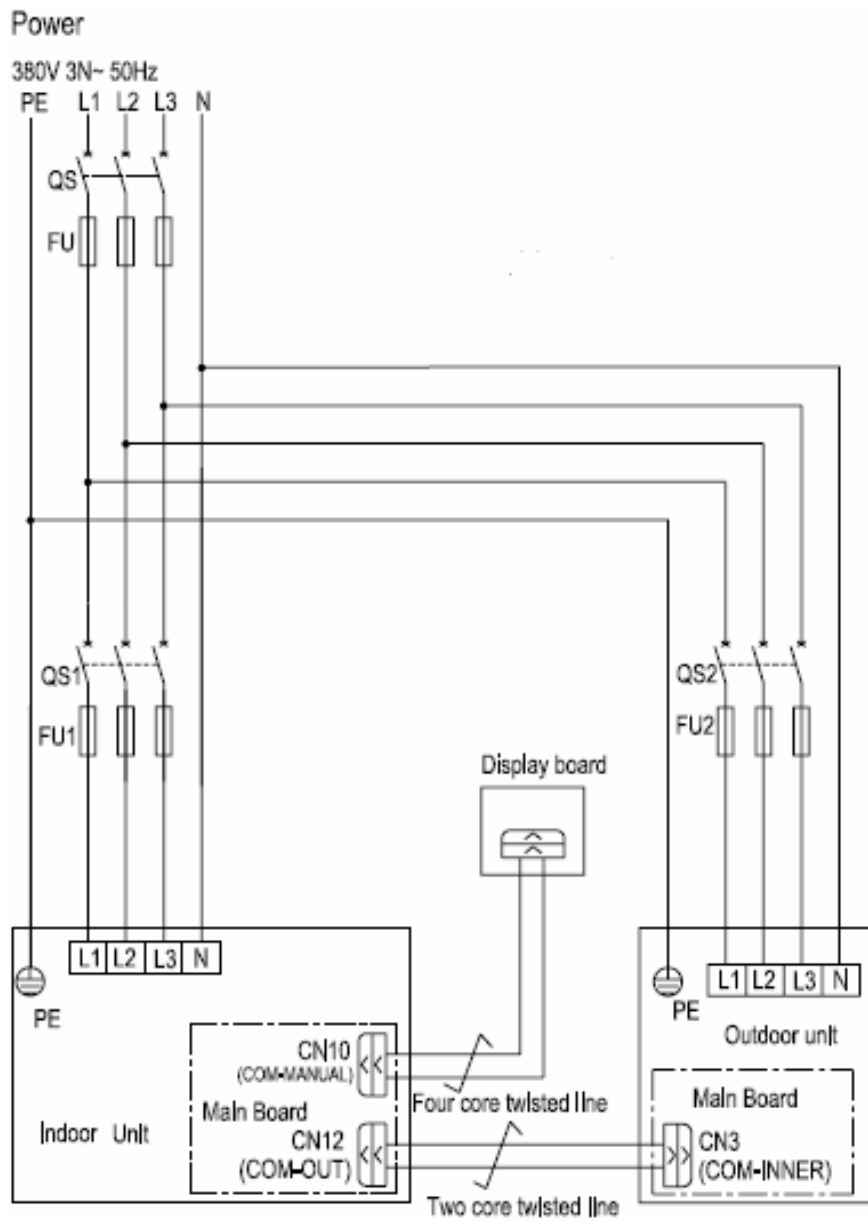 Power
380V 3N~ 50Hz
PE L1 L2 L3 N
QS
FU
QS1
QS2
FU1
FU2
Display board
L1 L2 L3 N
L1 L2 L3 N
PE
PE
Outdoor unit
CN10
(COM-MANUAL)
Four core twisted line
Main Board
Main Board
Indoor Unit
CN12
(COM-OUT)
CN3
(COM-INNER)
Two core twisted line